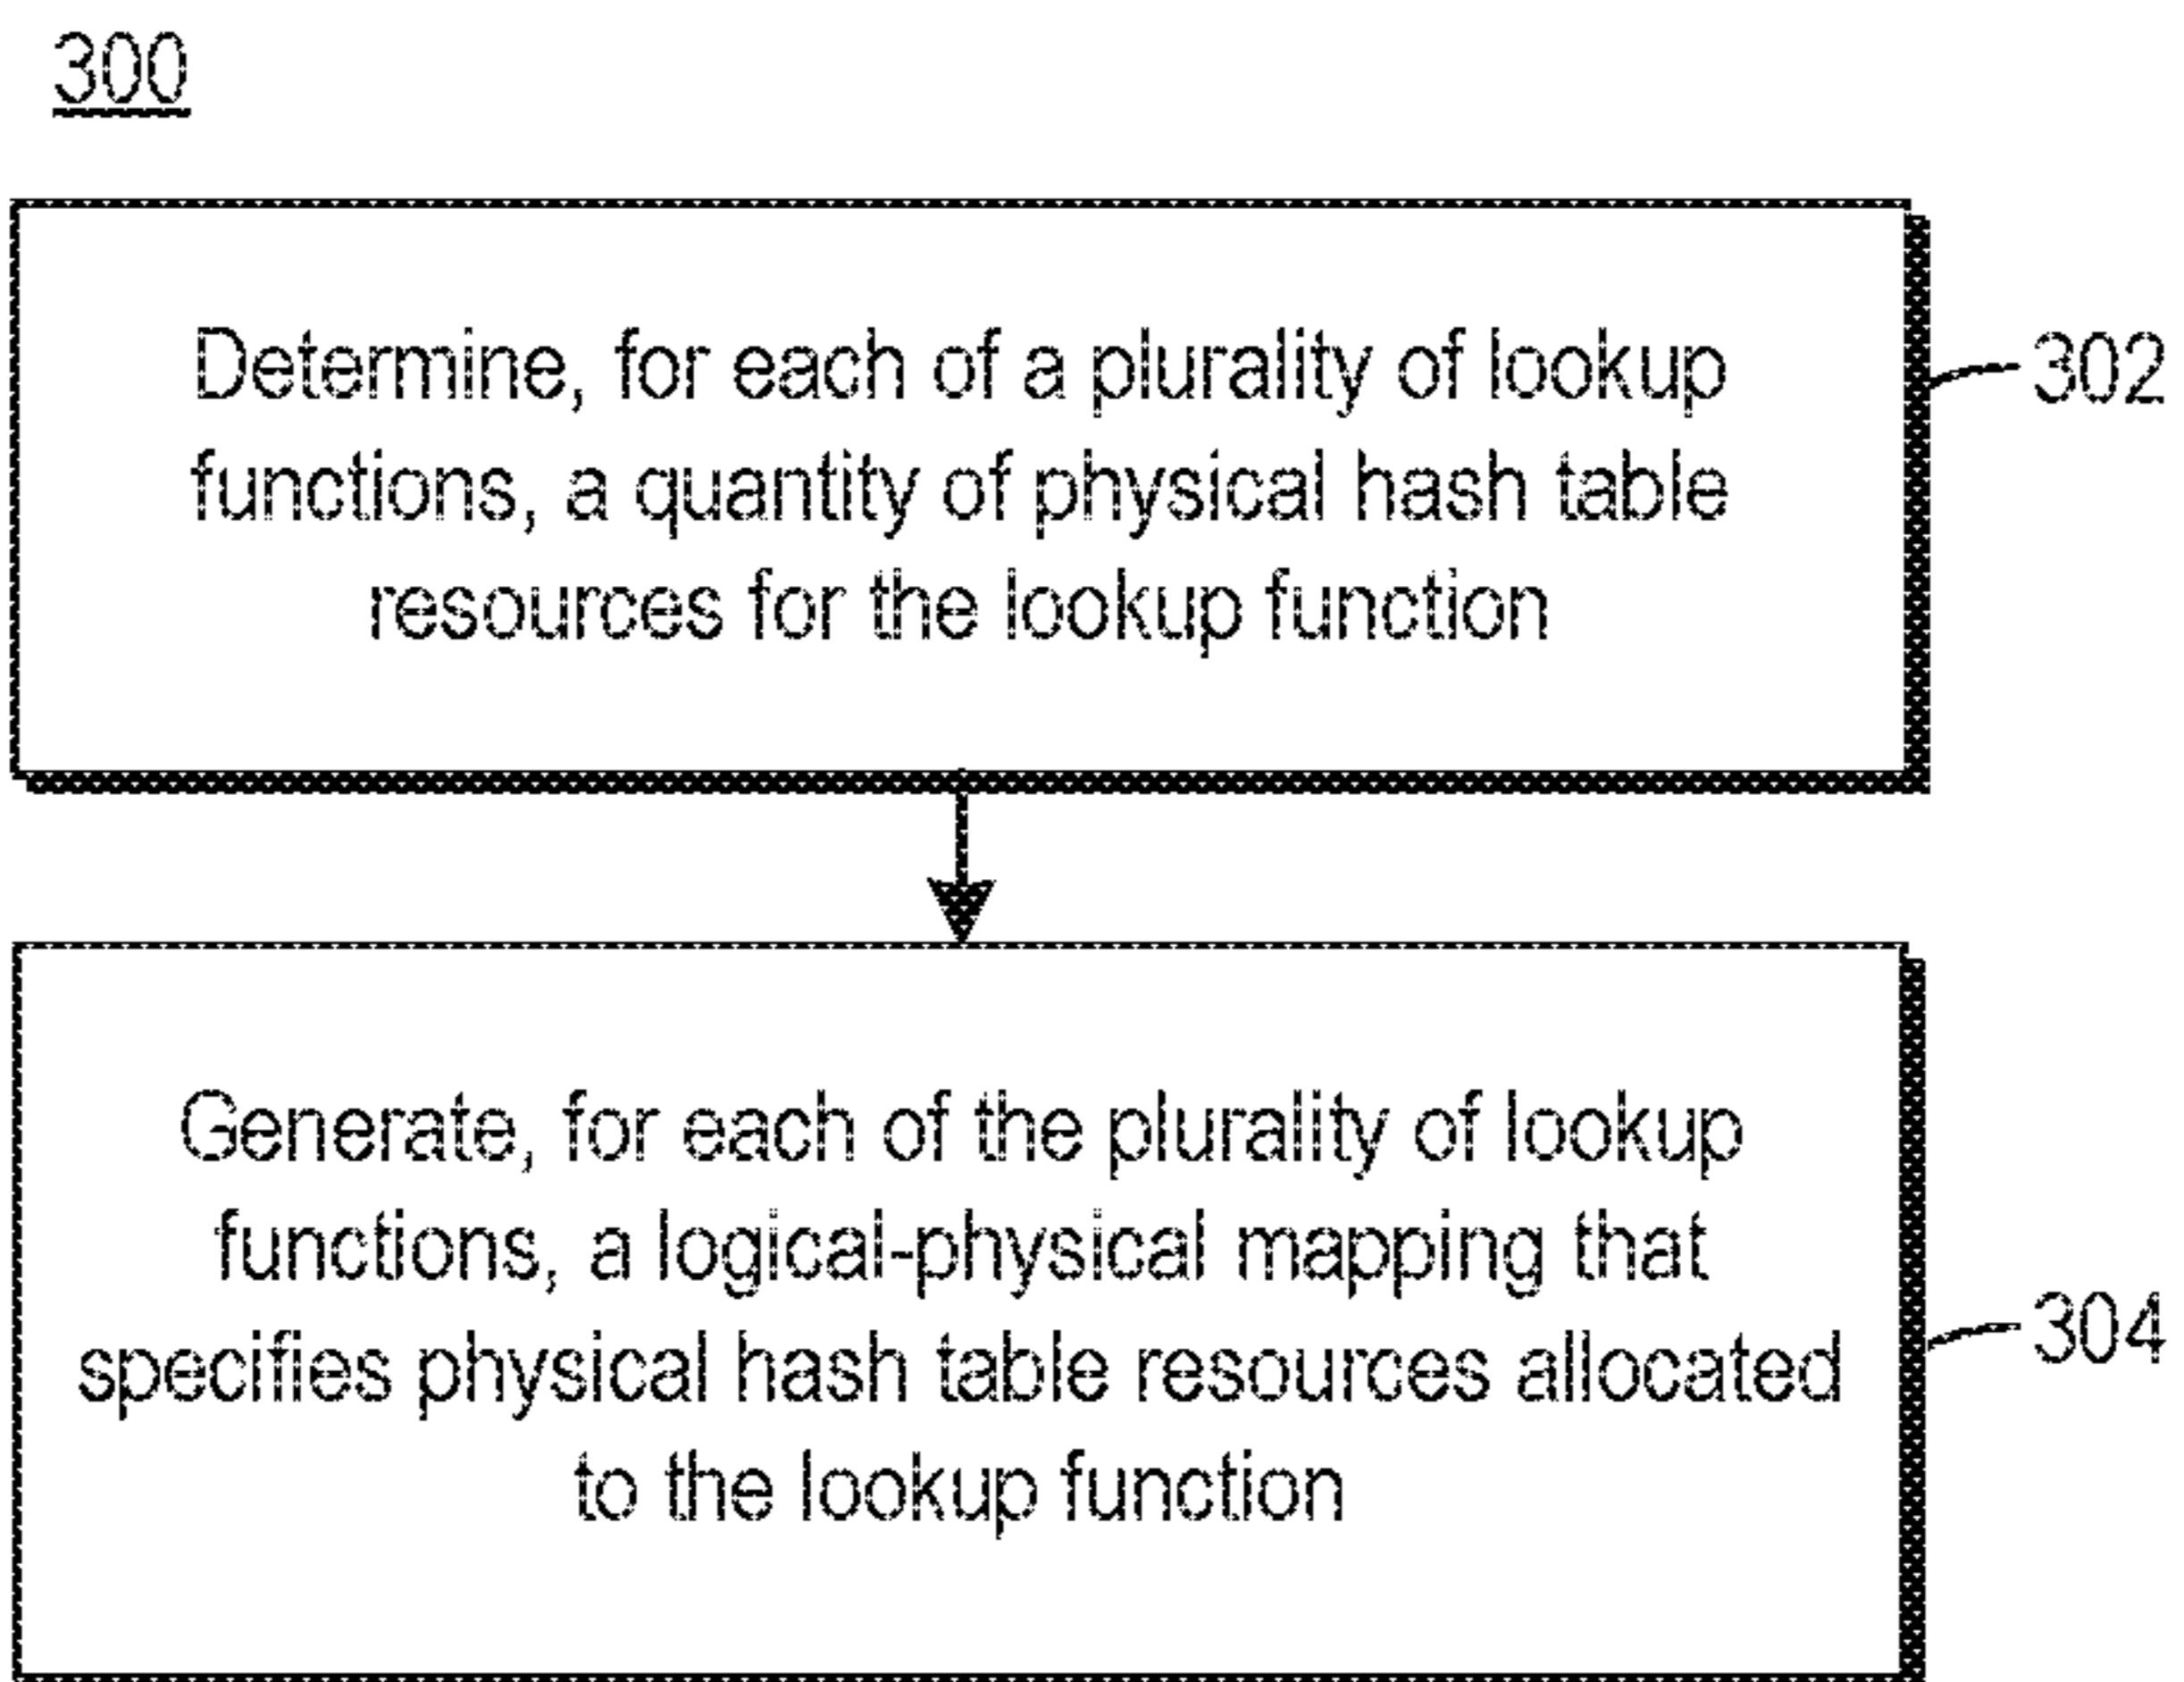 300
Determine, for each of a plurality of lookup
302
functions, a quantity of physical hash table
resources for the lookup function
Generate, for each of the plurality of lookup
functions, a logical-physical mapping that
304
specifies physical hash table resources allocated
to the lookup function